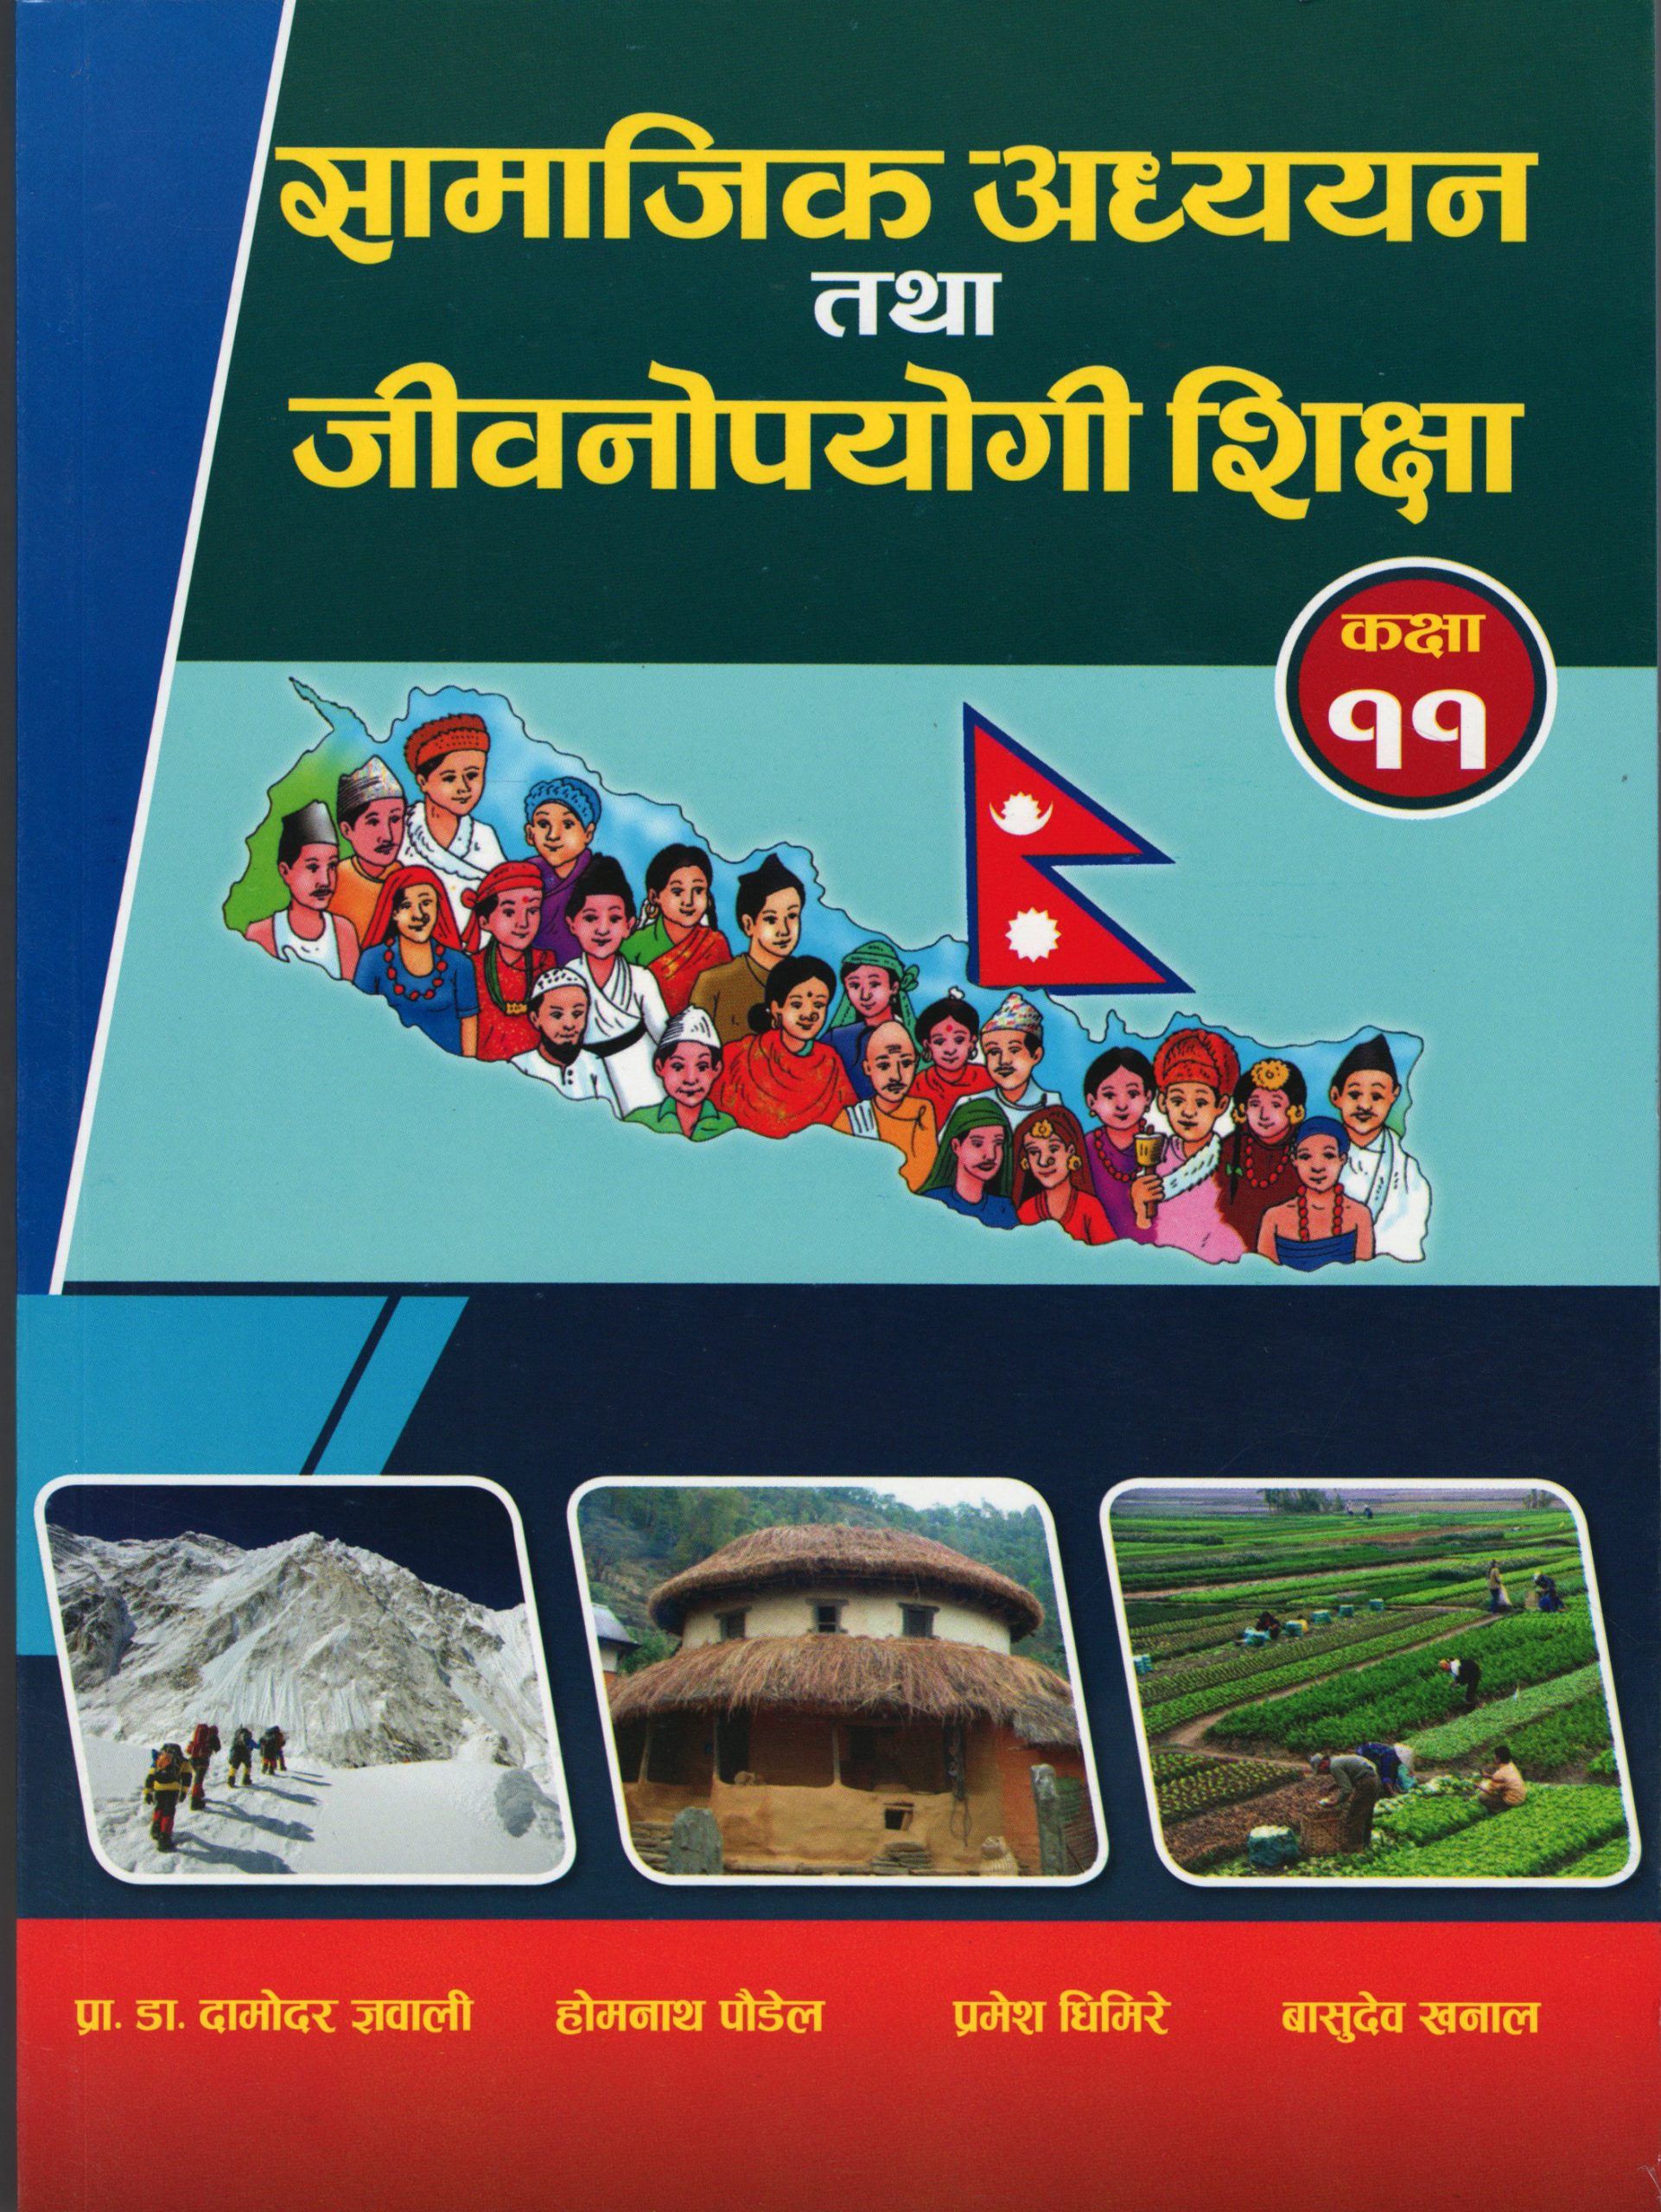 सामाजिक अध्ययन
तथा
जीवनोपयोगी शिक्षा
कक्षा
११
प्रा. डा. दामोदर ज्ञवाली होमनाथ पौडेल प्रमेश घिमिरे बासुदेव खनाल